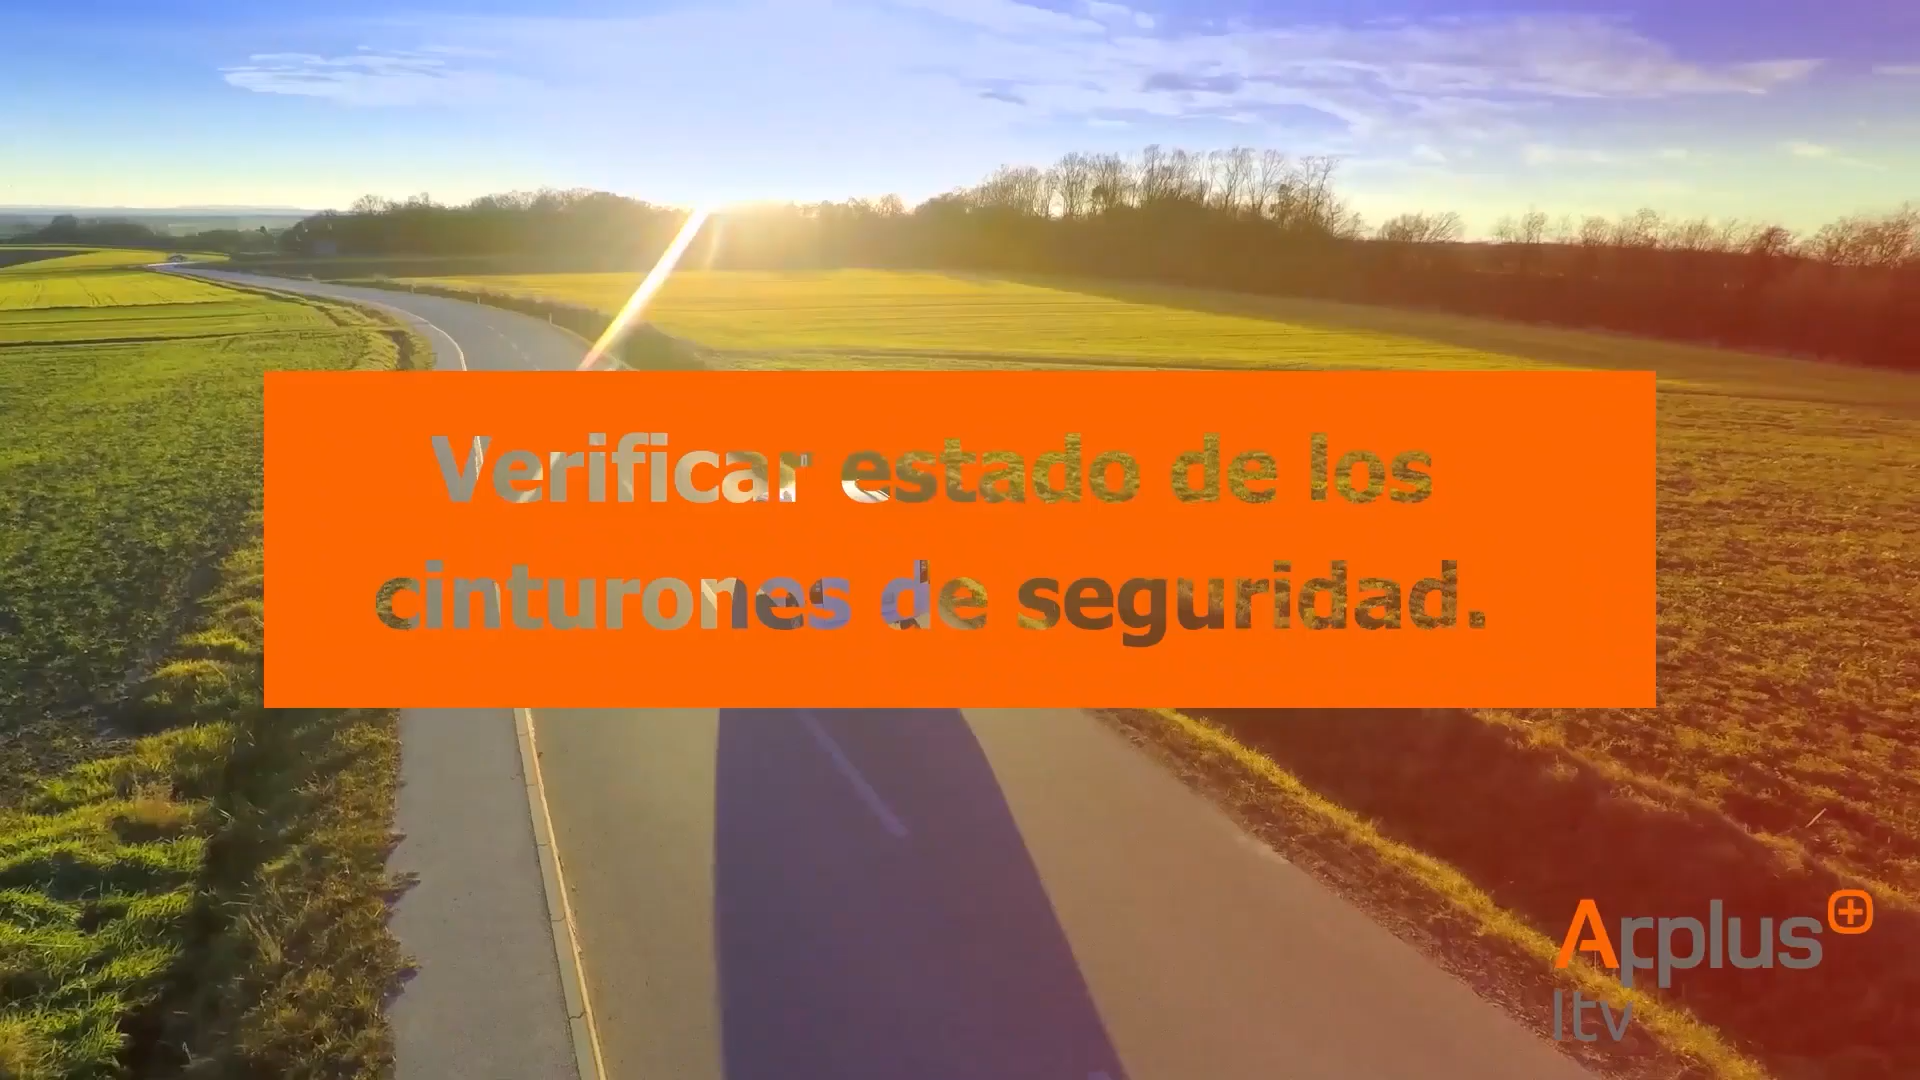 Verificar estado de los
cinturones de seguridad.
Applus+
Itv